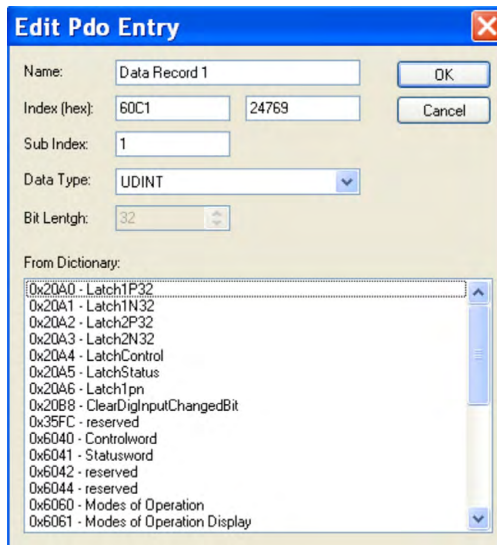 Edit Pdo Entry
Name: Data Record 1 OK
Index (hex): 60C1 24769 Cancel
Sub Index: 1
Data Type: UDINT
Bit Lentgh: 32
From Dictionary:
0x20A0 - Latch1P32
0x20A1 - Latch1N32
0x20A2 - Latch2P32
0x20A3 - Latch2N32
0x20A4 - LatchControl
0x20A5 - LatchStatus
0x20A6 - Latch1pn
0x20B8 - ClearDigInputChangedBit
0x35FC - reserved
0x6040 - Controlword
0x6041 - Statusword
0x6042 - reserved
0x6044 - reserved
0x6060 - Modes of Operation
0x6061 - Modes of Operation Display